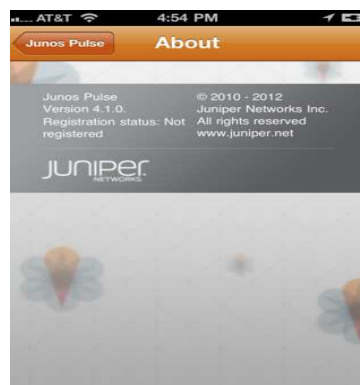 AT&T 4:54 PM
Junos Pulse
About
Junos Pulse
Version 4.1.0.
Registration status: Not
registered
© 2010 - 2012
Juniper Networks Inc.
All rights reserved
www.juniper.net
JUNIPER
NETWORKS